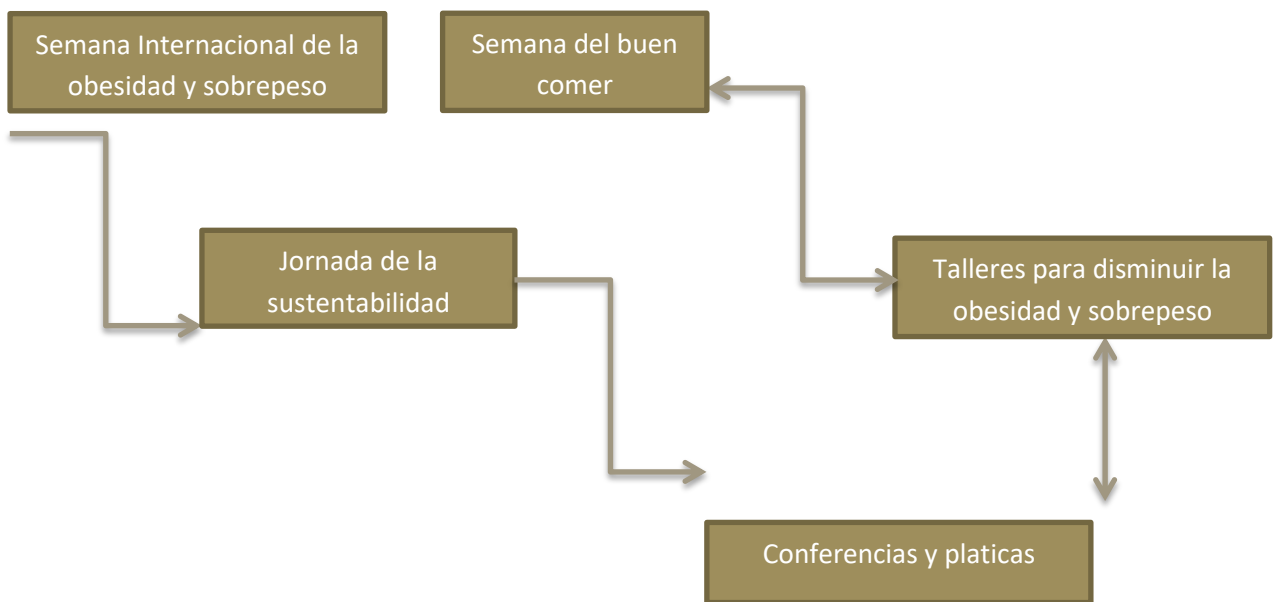 Semana Internacional de la
obesidad y sobrepeso
Semana del buen
comer
Jornada de la
sustentabilidad
Talleres para disminuir la
obesidad y sobrepeso
Conferencias y platicas